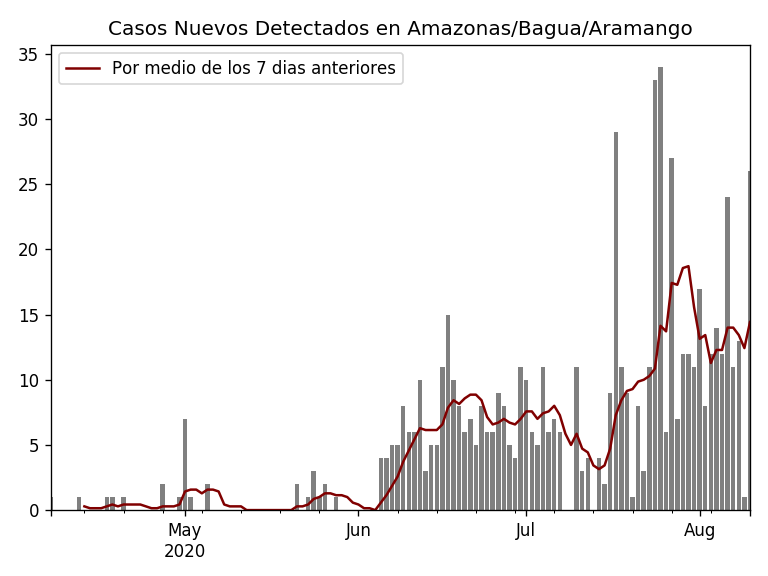 Casos Nuevos Detectados en Amazonas/Bagua/Aramango
Por medio de los 7 dias anteriores
35
30
25
20
15
10
5
0
May
2020
Jun
Jul
Aug